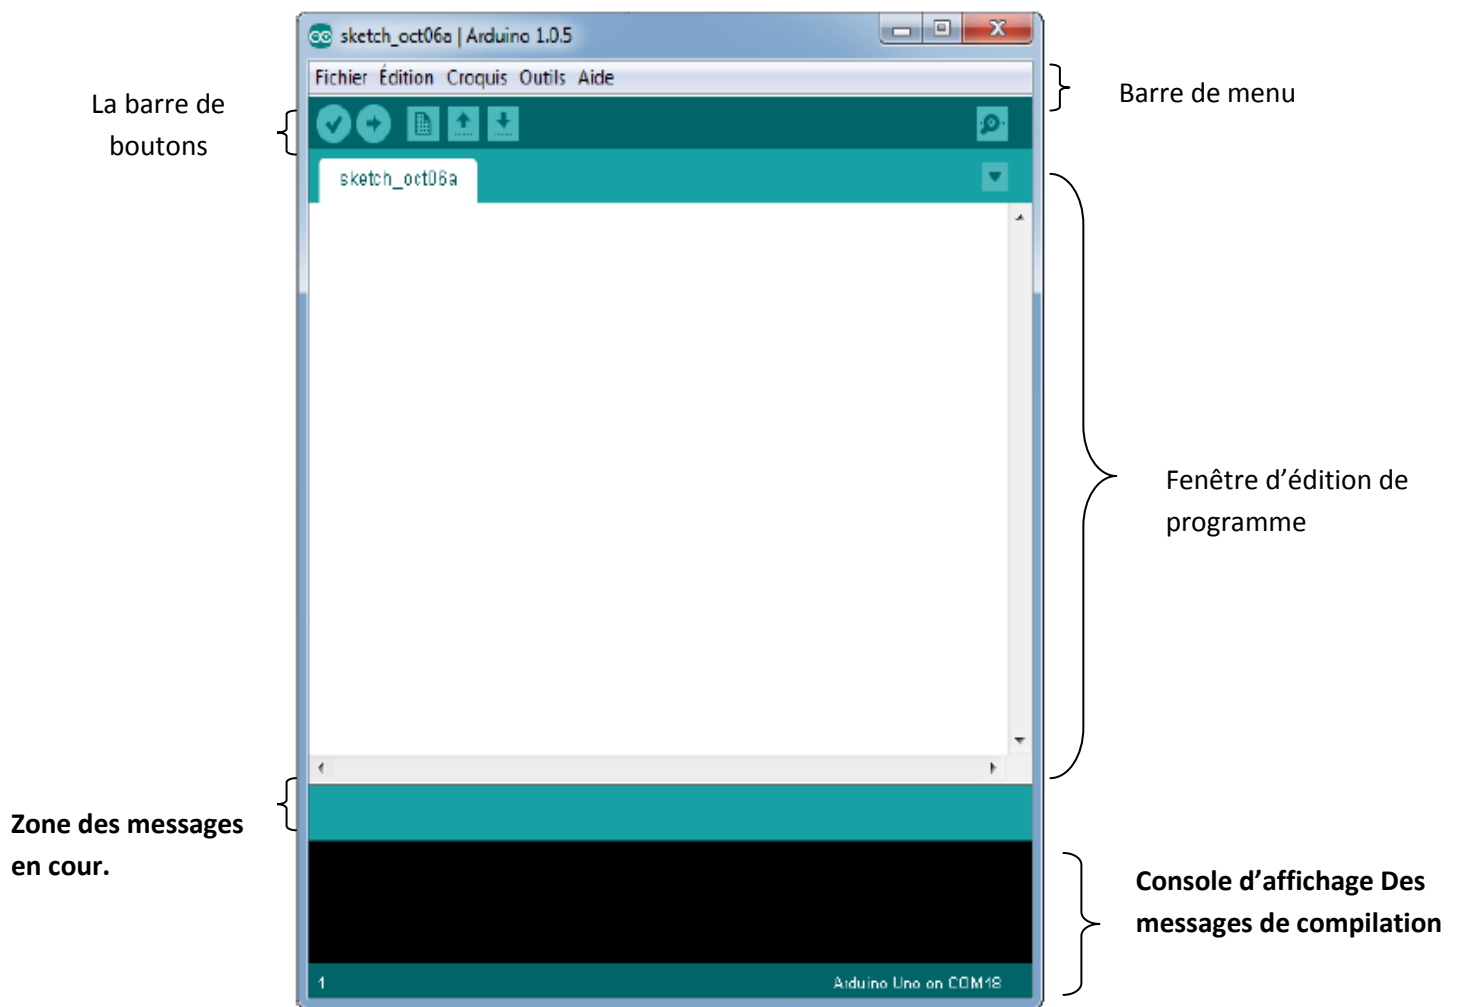 sketch_oct06a | Arduino 1.0.5
Fichier Édition Croquis Outils Aide
La barre de
boutons
Barre de menu
sketch_oct06a
Fenêtre d’édition de
programme
Zone des messages
en cour.
Console d’affichage Des
messages de compilation
1
Arduino Uno on COM18